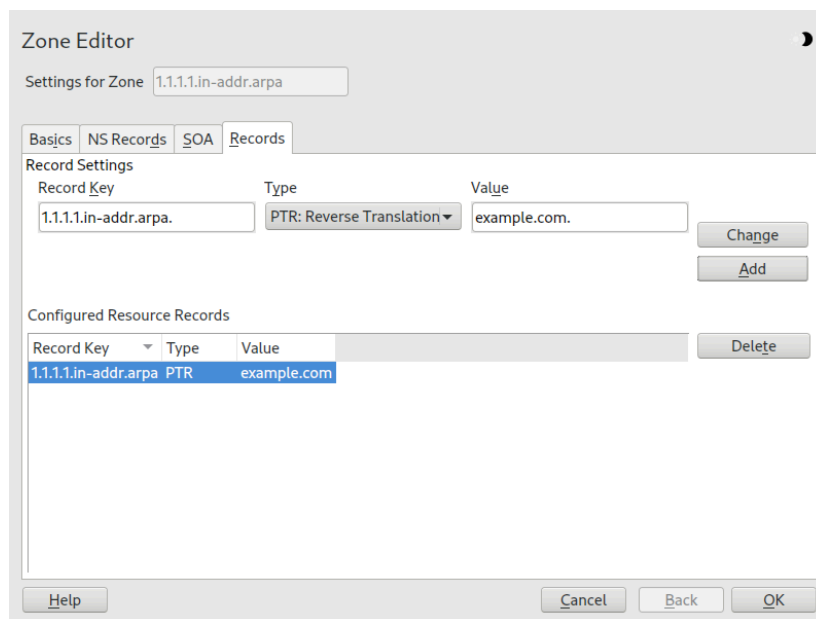 Zone Editor
Settings for Zone 1.1.1.1.in-addr.arpa
Basics NS Records SOA Records
Record Settings
Record Key Type Value
1.1.1.1.in-addr.arpa. PTR: Reverse Translation example.com.
Change
Add
Configured Resource Records
Record Key Type Value
Delete
1.1.1.1.in-addr.arpa PTR example.com
Help Cancel Back OK